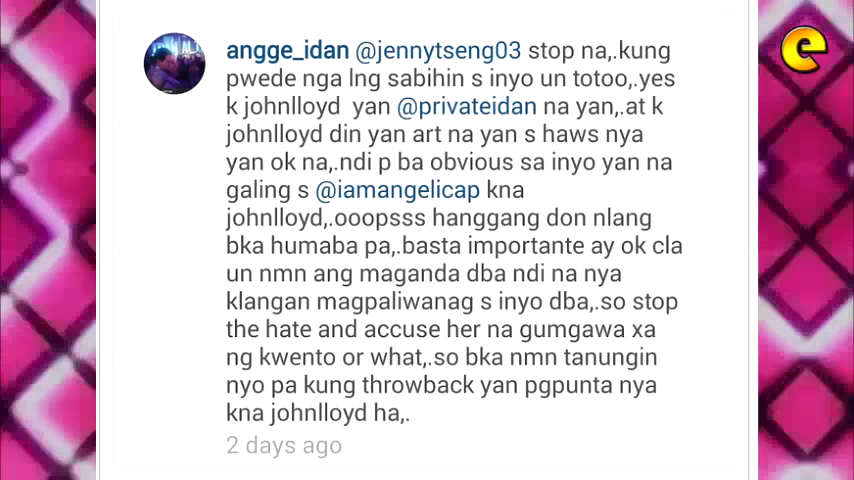 angge_idan @jennytseng03 stop na,.kung
pwede nga lng sabihin s inyo un totoo,.yes
k johnlloyd yan @privateidan na yan,.at k
johnlloyd din yan art na yan s haws nya
yan ok na,.ndi p ba obvious sa inyo yan na
galing s @iamangelicap kna
johnlloyd,.ooopsss hanggang don nlang
bka humaba pa,.basta importante ay ok cla
un nmn ang maganda dba ndi na nya
klangan magpaliwanag s inyo dba,.so stop
the hate and accuse her na gumgawa xa
ng kwento or what,.so bka nmn tanungin
nyo pa kung throwback yan pgpunta nya
kna johnlloyd ha,.
2 days ago
e